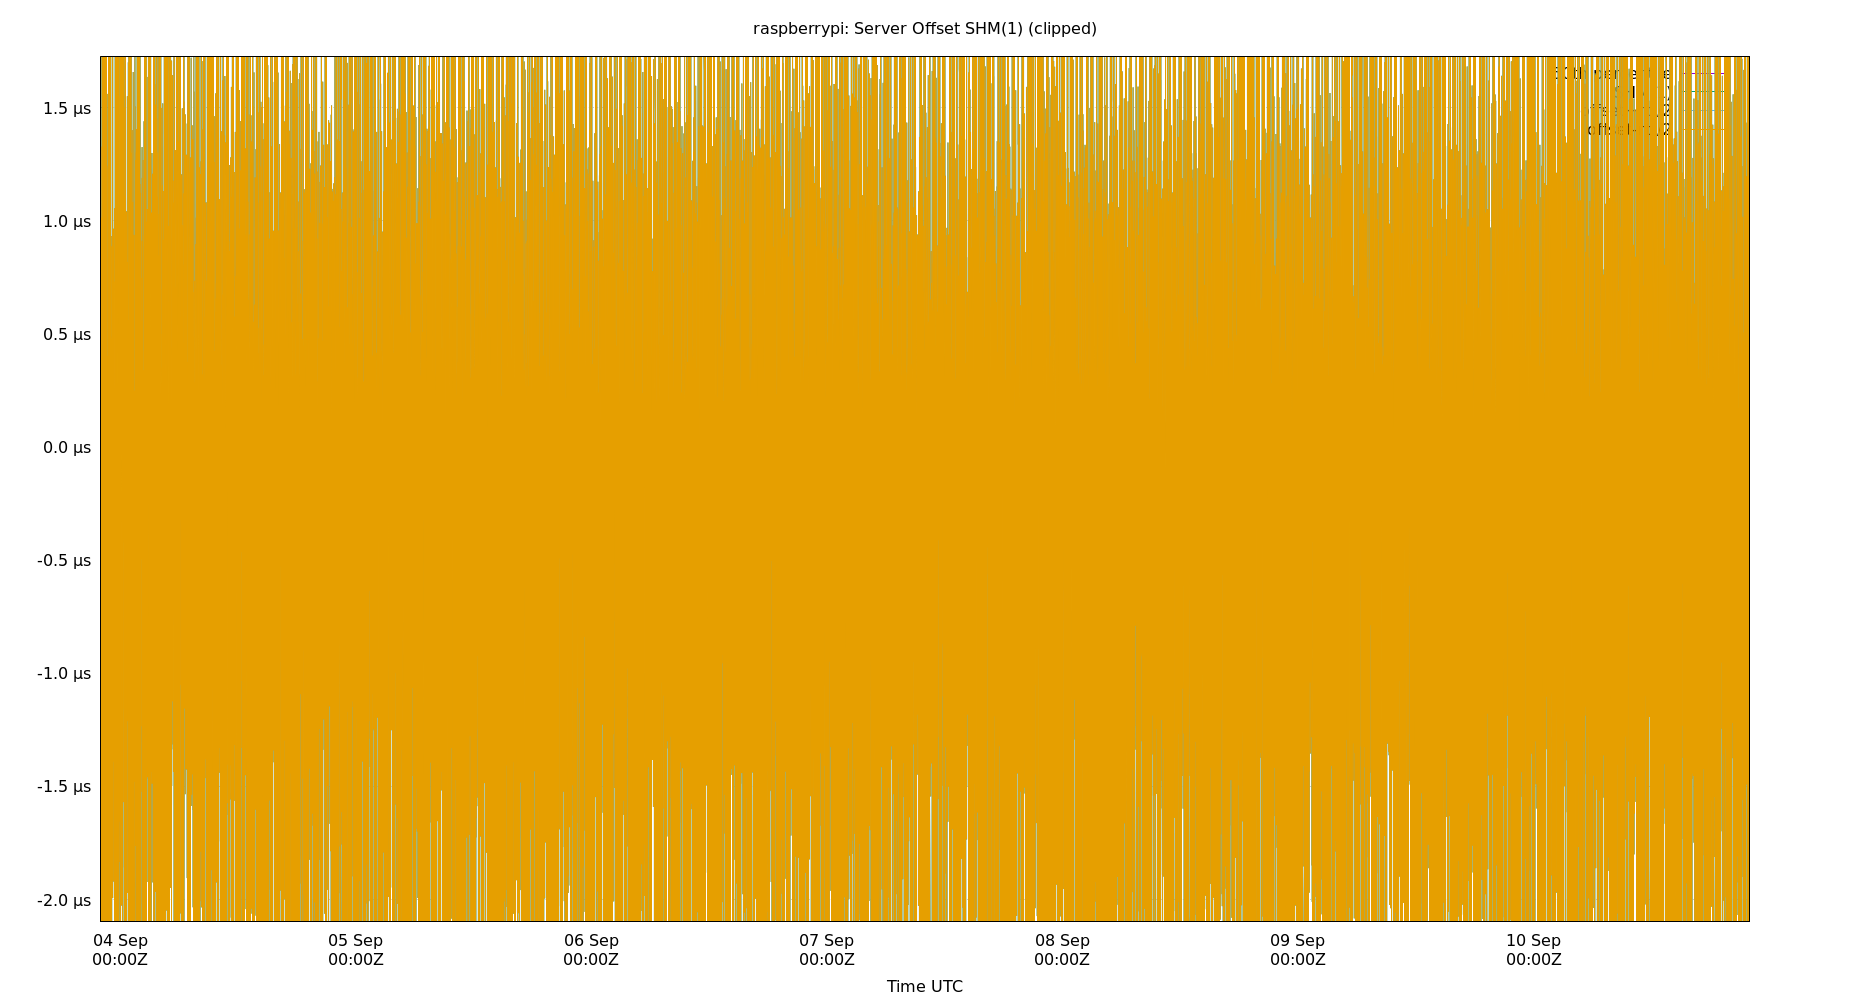 raspberrypi: Server Offset SHM(1) (clipped)
1.5 µs
1.0 µs
0.5 µs
0.0 µs
-0.5 µs
-1.0 µs
-1.5 µs
-2.0 µs
04 Sep 05 Sep 06 Sep 07 Sep 08 Sep 09 Sep 10 Sep
00:00Z 00:00Z 00:00Z 00:00Z 00:00Z 00:00Z 00:00Z
Time UTC